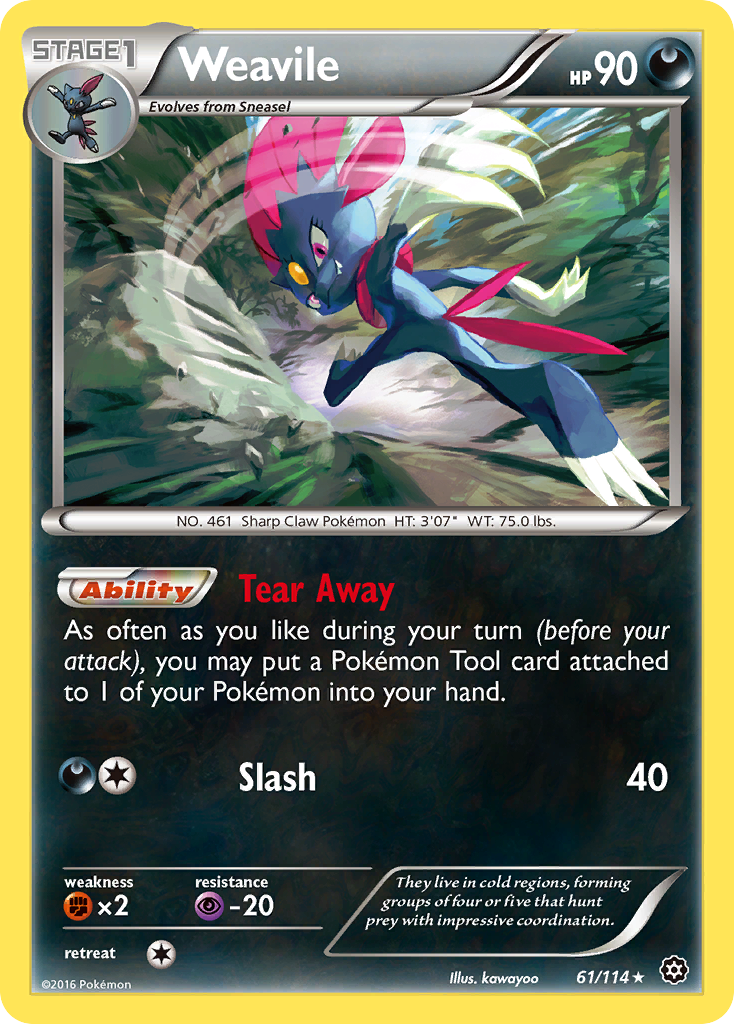 STAGE1
Weavile
HP 90
Evolves from Sneasel
NO. 461 Sharp Claw Pokémon HT: 3'07" WT: 75.0 lbs.
Ability Tear Away
As often as you like during your turn (before your
attack), you may put a Pokémon Tool card attached
to 1 of your Pokémon into your hand.
Slash 40
weakness resistance
×2 -20
retreat
They live in cold regions, forming
groups of four or five that hunt
prey with impressive coordination.
©2016 Pokémon Illus. kawayoo 61/114 ★